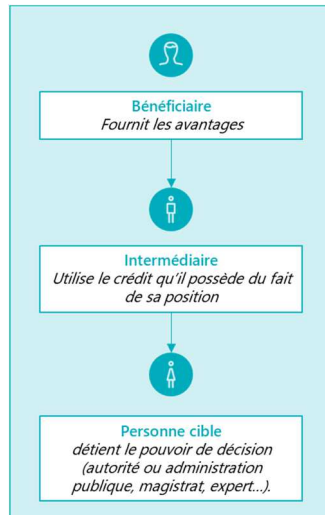 Bénéficiaire
Fournit les avantages
Intermédiaire
Utilise le crédit qu'il possède du fait
de sa position
Personne cible
détient le pouvoir de décision
(autorité ou administration
publique, magistrat, expert...).